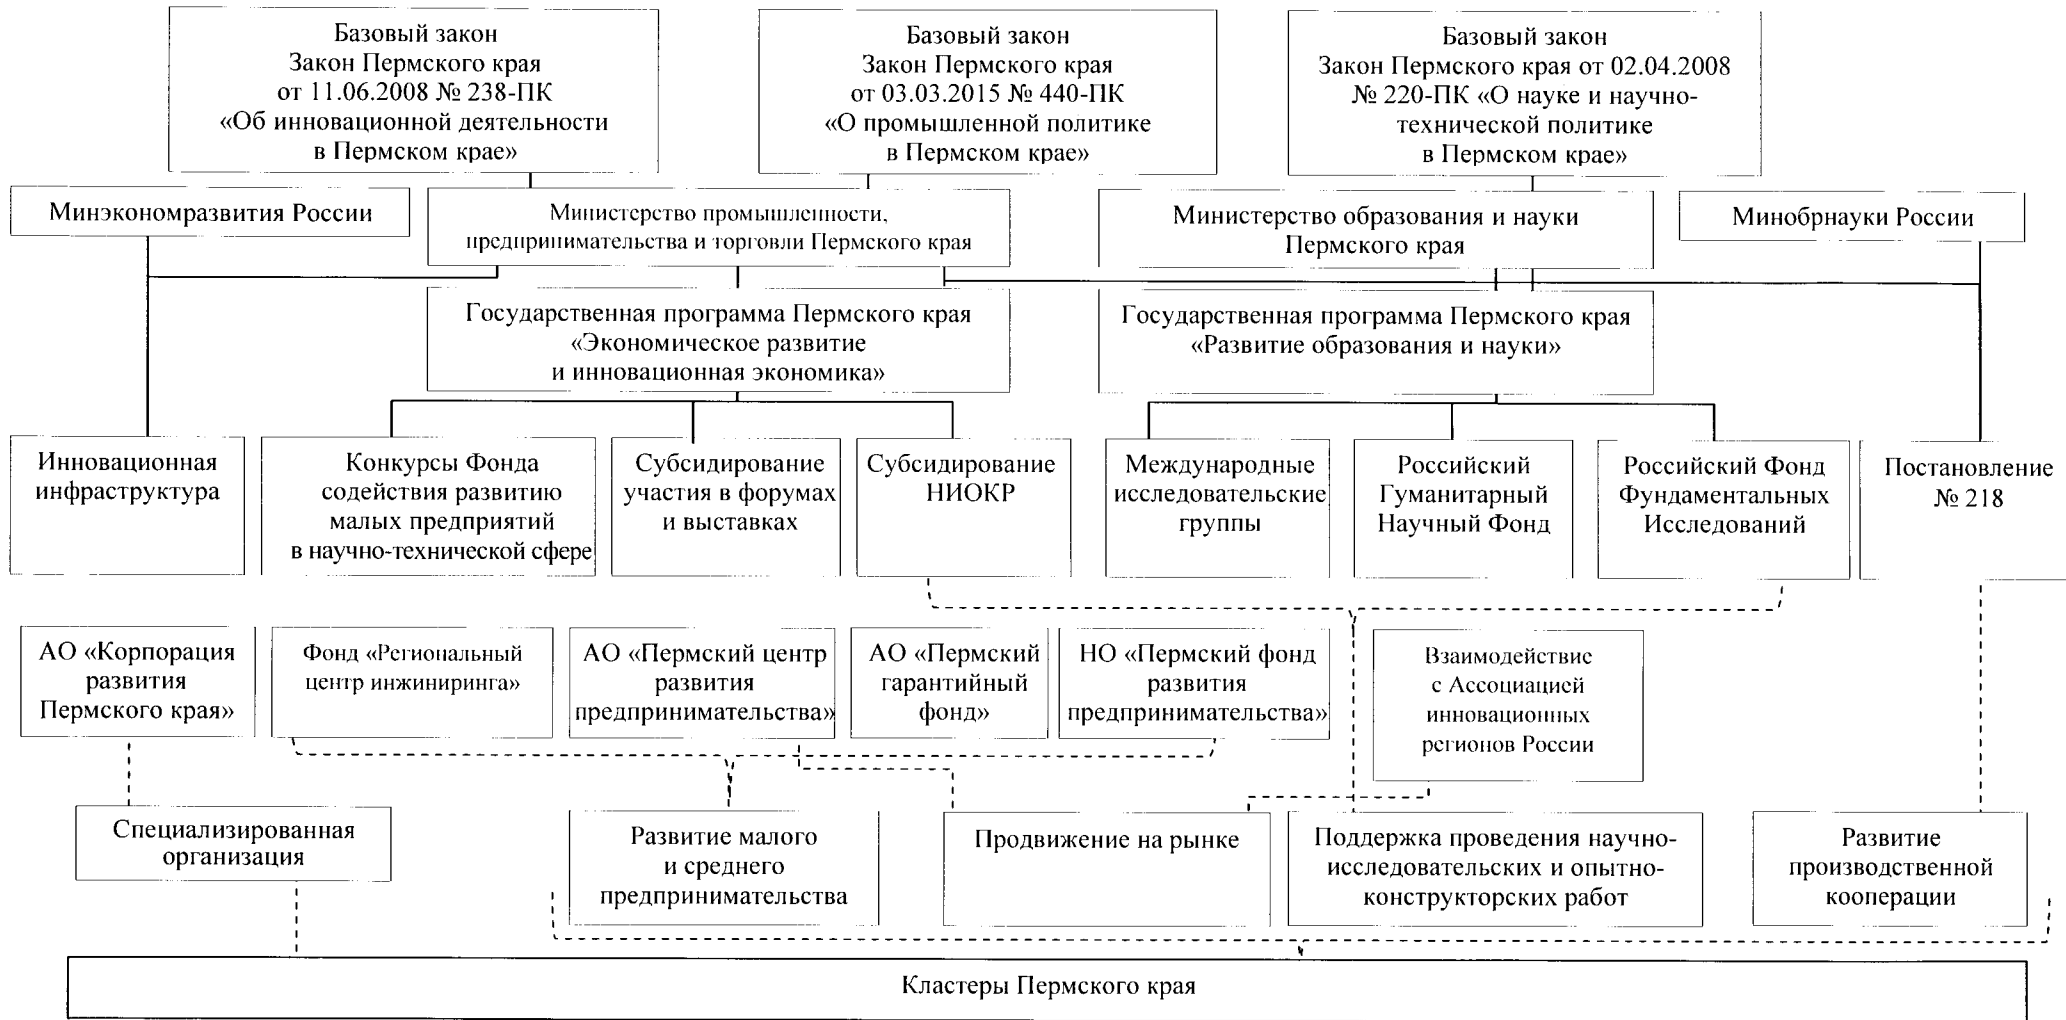 Базовый закон
Закон Пермского края
от 11.06.2008 № 238-ПК
«Об инновационной деятельности
в Пермском крае»
Базовый закон
Закон Пермского края
от 03.03.2015 № 440-ПК
«О промышленной политике
в Пермском крае»
Базовый закон
Закон Пермского края от 02.04.2008
№ 220-ПК «О науке и научно-
технической политике
в Пермском крае»
Минэкономразвития России
Министерство промышленности,
предпринимательства и торговли Пермского края
Министерство образования и науки
Пермского края
Минобрнауки России
Государственная программа Пермского края
«Экономическое развитие
и инновационная экономика»
Государственная программа Пермского края
«Развитие образования и науки»
Инновационная
инфраструктура
Конкурсы Фонда
содействия развитию
малых предприятий
в научно-технической сфере
Субсидирование
участия в форумах
и выставках
Субсидирование
НИОКР
Международные
исследовательские
группы
Российский
Гуманитарный
Научный Фонд
Российский Фонд
Фундаментальных
Исследований
Постановление
№ 218
АО «Корпорация
развития
Пермского края»
Фонд «Региональный
центр инжиниринга»
АО «Пермский центр
развития
предпринимательства»
АО «Пермский
гарантийный
фонд»
НО «Пермский фонд
развития
предпринимательства»
Взаимодействие
с Ассоциацией
инновационных
регионов России
Специализированная
организация
Развитие малого
и среднего
предпринимательства
Продвижение на рынке
Поддержка проведения научно-
исследовательских и опытно-
конструкторских работ
Развитие
производственной
кооперации
Кластеры Пермского края